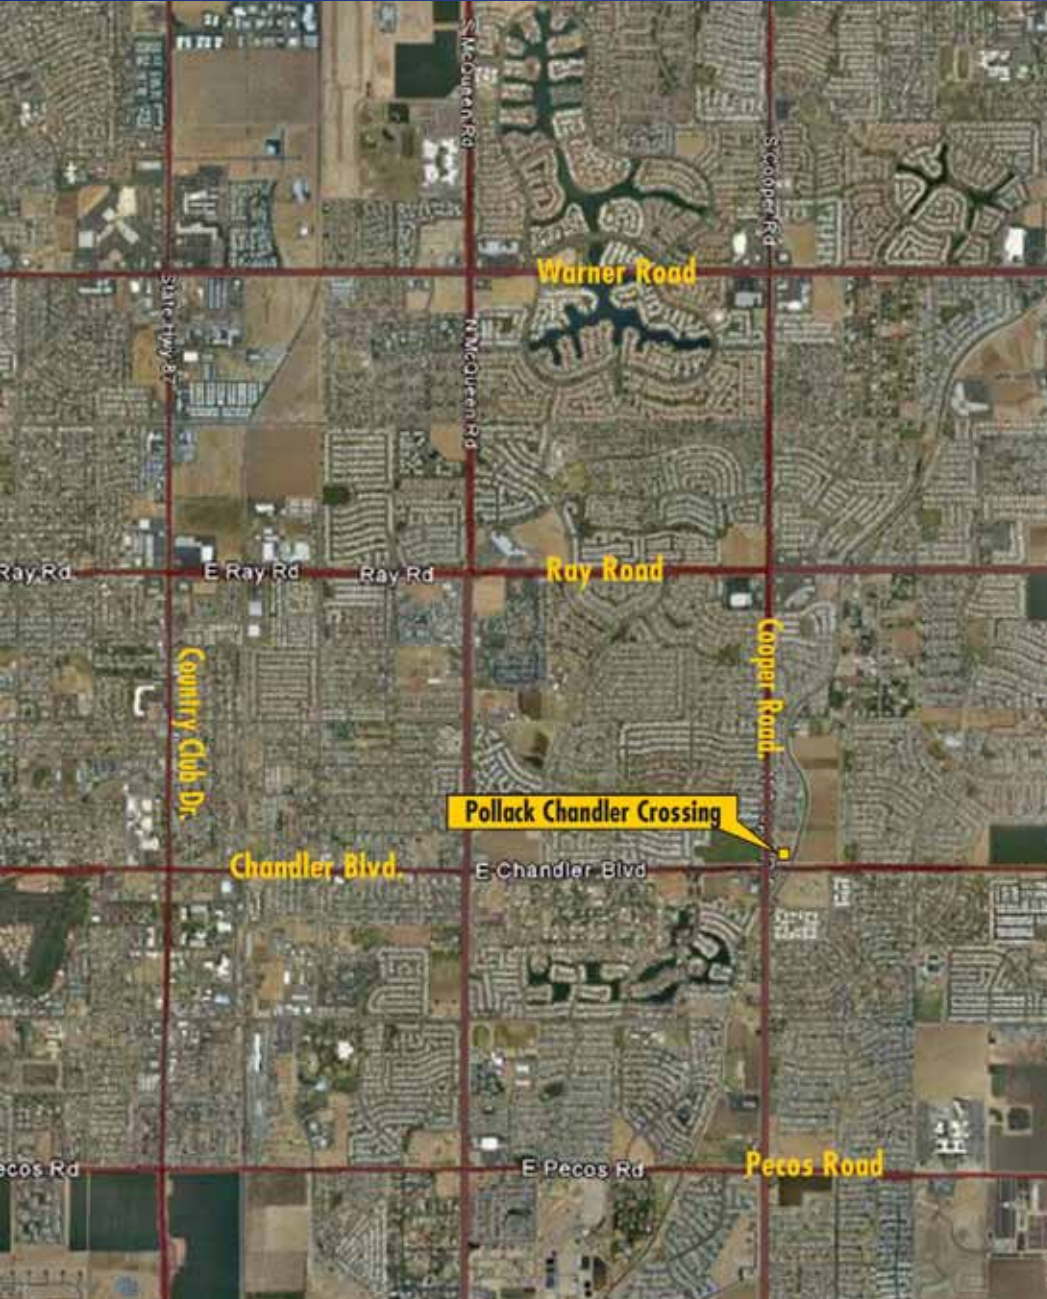 S McQueen Rd
S Cooper Rd
Warner Road
State Hwy 87
N McQueen Rd
Ray Rd
E Ray Rd
Ray Rd
Ray Road
Country Club Dr.
Cooper Road.
Pollack Chandler Crossing
Chandler Blvd.
E Chandler Blvd
ecos Rd
E Pecos Rd
Pecos Road